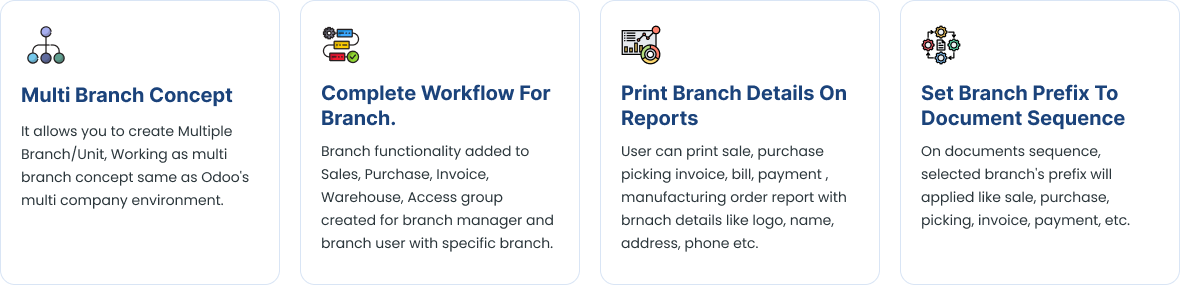 Multi Branch Concept
It allows you to create Multiple
Branch/Unit, Working as multi
branch concept same as Odoo's
multi company environment.
Complete Workflow For
Branch.
Branch functionality added to
Sales, Purchase, Invoice,
Warehouse, Access group
created for branch manager and
branch user with specific branch.
Print Branch Details On
Reports
User can print sale, purchase
picking invoice, bill, payment ,
manufacturing order report with
brnach details like logo, name,
address, phone etc.
Set Branch Prefix To
Document Sequence
On documents sequence,
selected branch's prefix will
applied like sale, purchase,
picking, invoice, payment, etc.